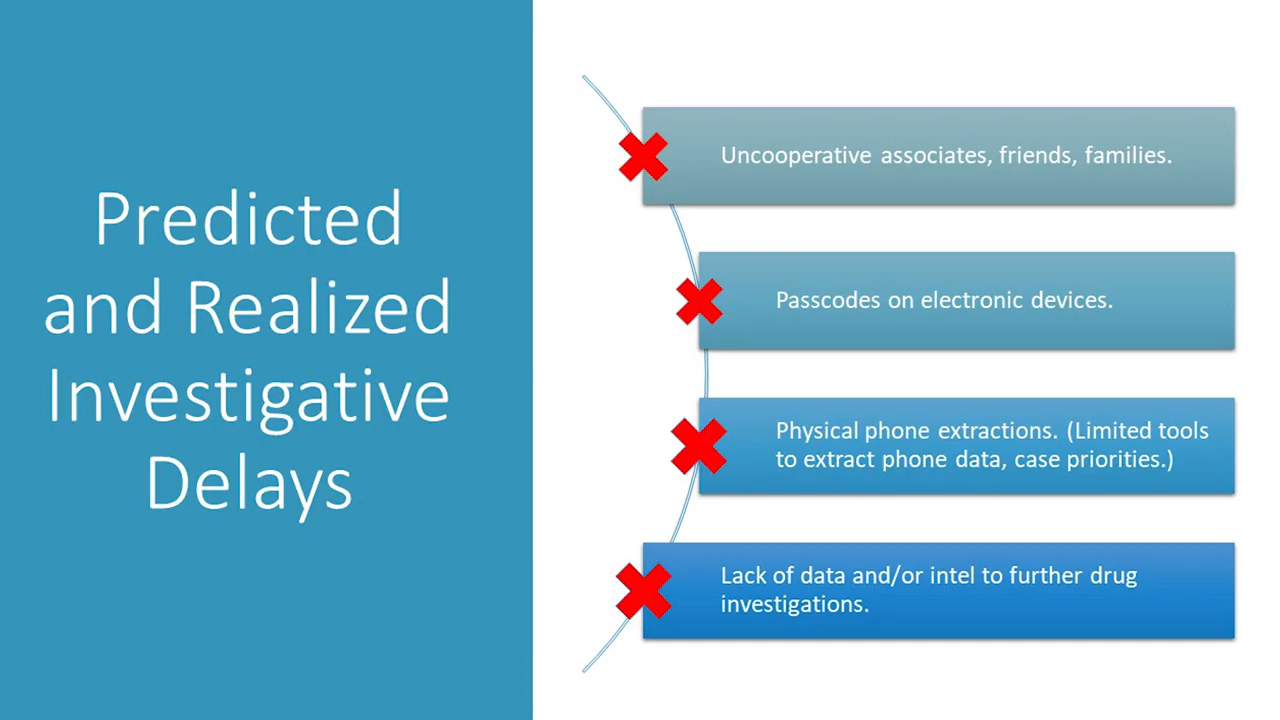 Predicted
and Realized
Investigative
Delays
Uncooperative associates, friends, families.
Passcodes on electronic devices.
Physical phone extractions. (Limited tools
to extract phone data, case priorities.)
Lack of data and/or intel to further drug
investigations.